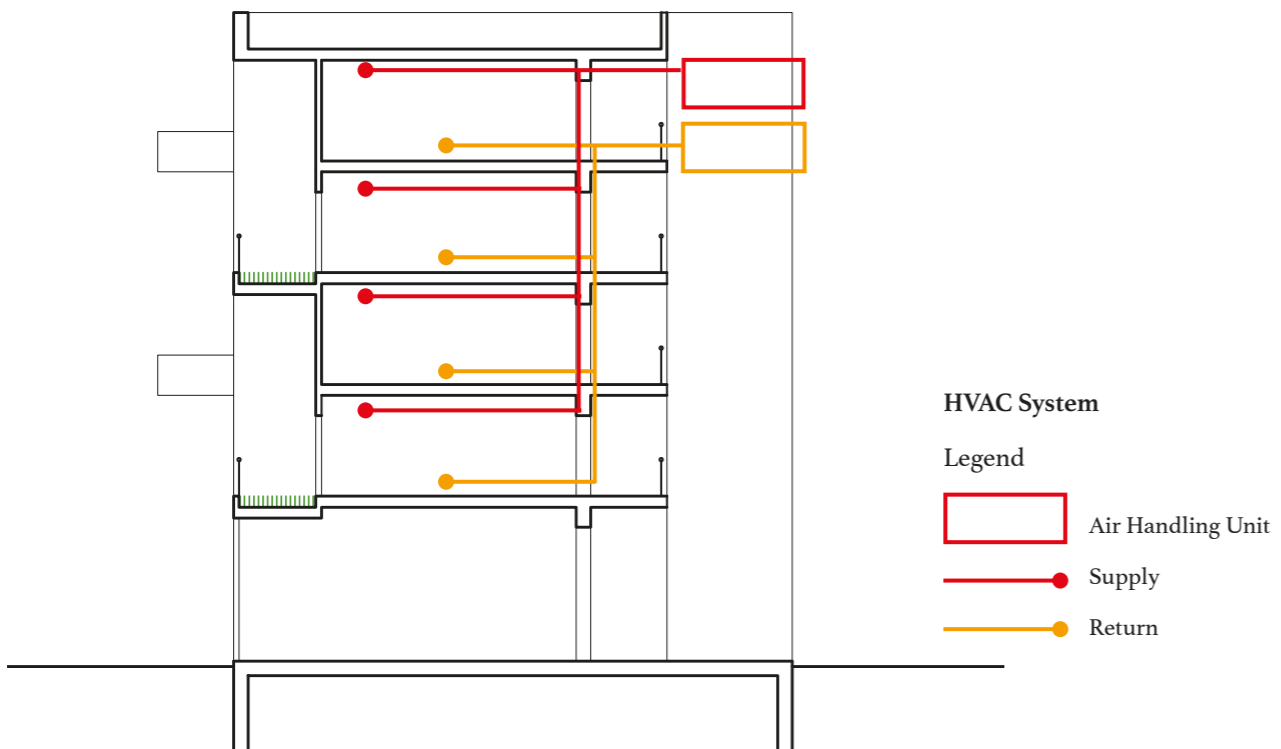 HVAC System
Legend
Air Handling Unit
Supply
Return